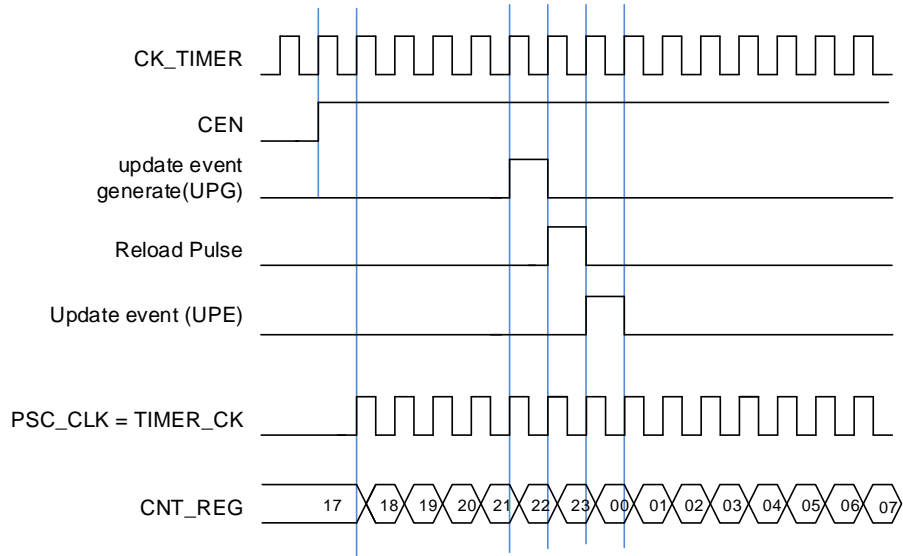 CK_TIMER
CEN
update event
generate(UPG)
Reload Pulse
Update event (UPE)
PSC_CLK = TIMER_CK
CNT_REG 17 18 19 20 21 22 23 00 01 02 03 04 05 06 07